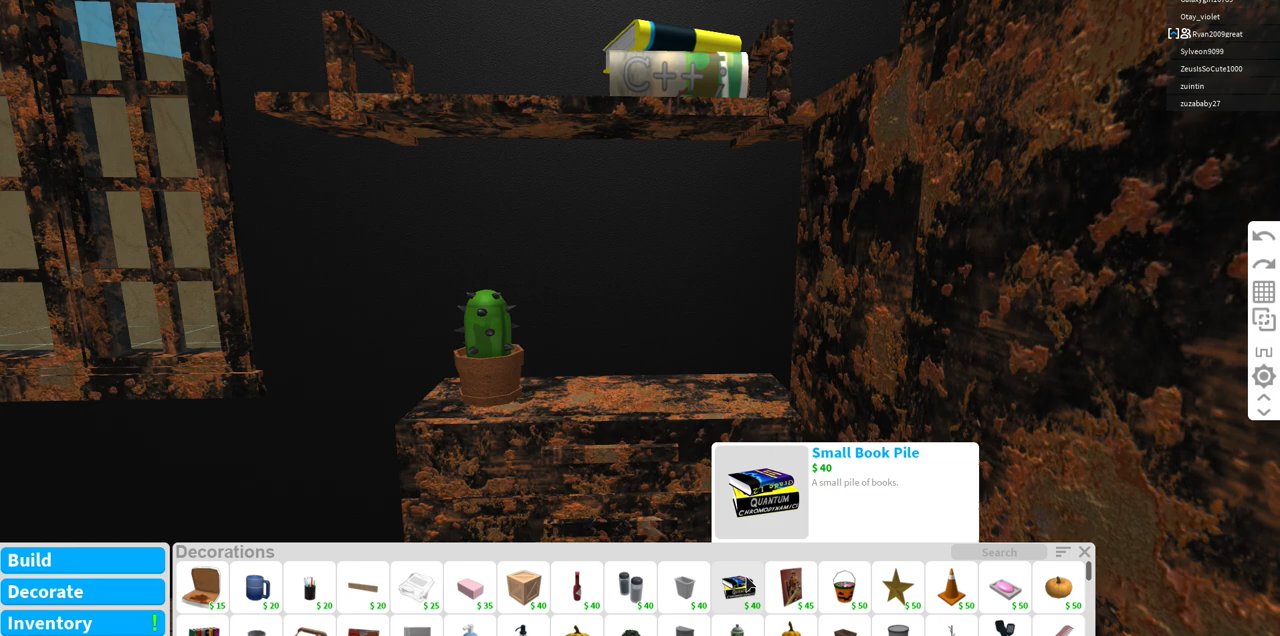 Otay_violet
Ryan2009great
Sylveon9099
ZeusIsSoCute1000
zuintin
zuzababy27
C++;
Small Book Pile
$ 40
A small pile of books.
QUANTUM
CHROMODYNAMICS
Build
Decorate
Inventory !
Decorations
Search
$ 15
$ 20
$ 20
$ 20
$ 25
$ 35
$ 40
$ 40
$ 40
$ 40
$ 40
$ 45
$ 50
$ 50
$ 50
$ 50
$ 50